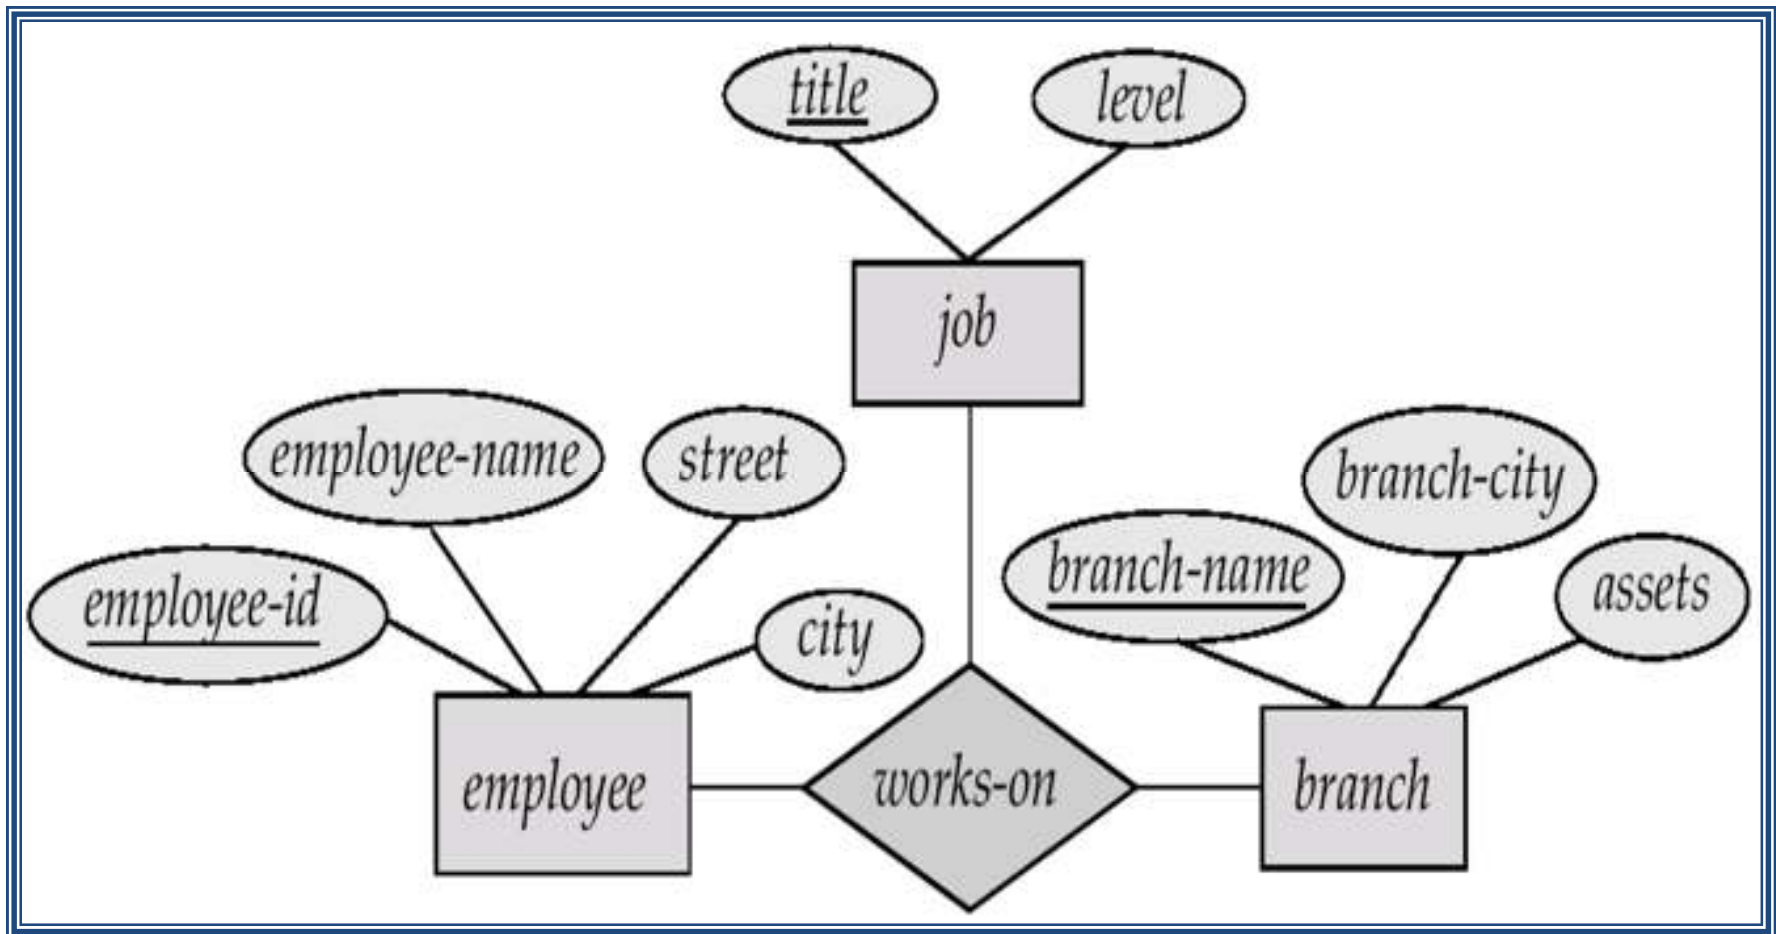 title
level
job
employee-name
street
branch-city
branch-name
assets
employee-id
city
employee
works-on
branch